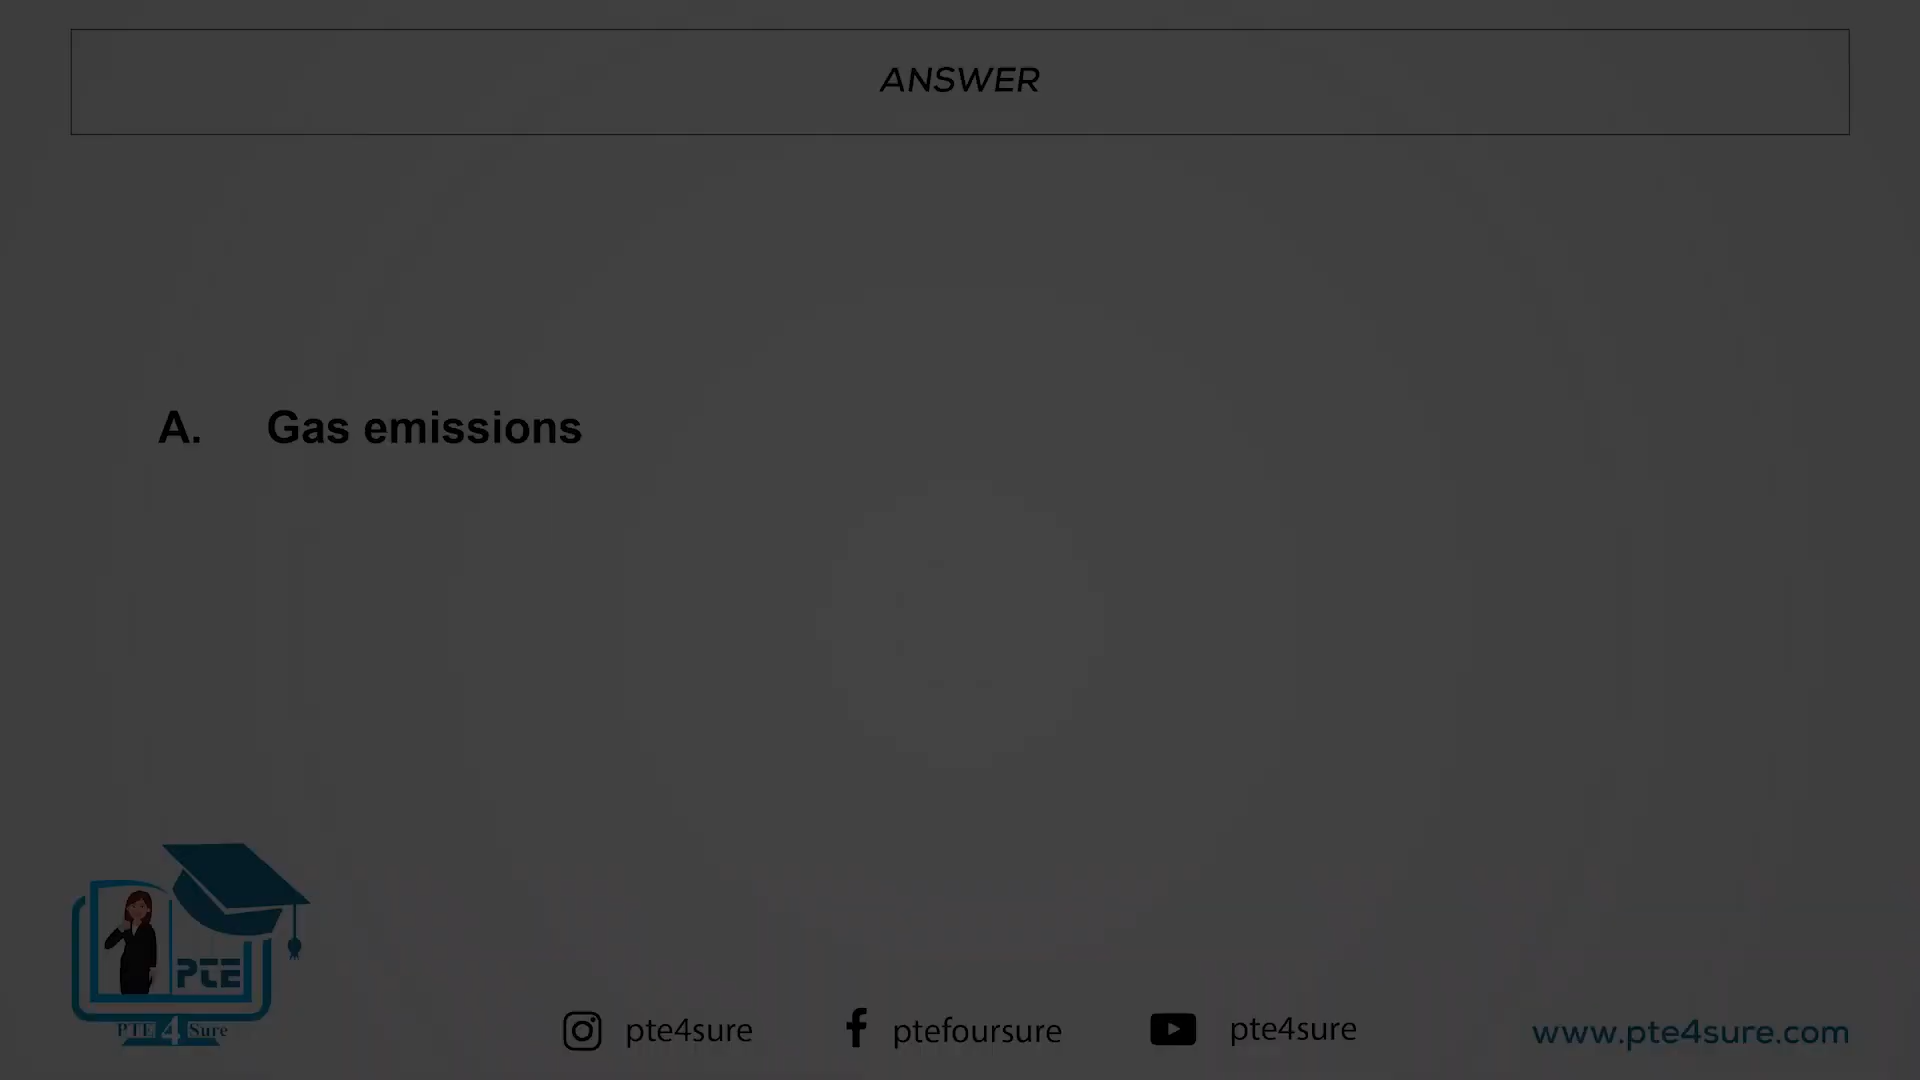 ANSWER
A. Gas emissions
PTE
PTE 4 Sure
pte4sure
ptefoursure
pte4sure
www.pte4sure.com